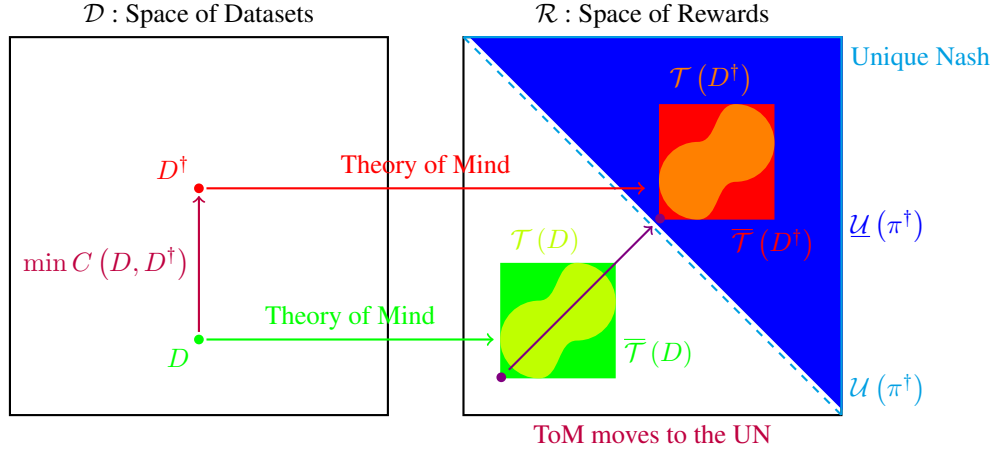 𝒟 : Space of Datasets
ℛ : Space of Rewards
Unique Nash
𝒯 (D†)
D†
Theory of Mind
𝒰̲ (π†)
𝒯̅ (D†)
𝒯 (D)
min C (D, D†)
Theory of Mind
D
𝒯̅ (D)
𝒰 (π†)
ToM moves to the UN